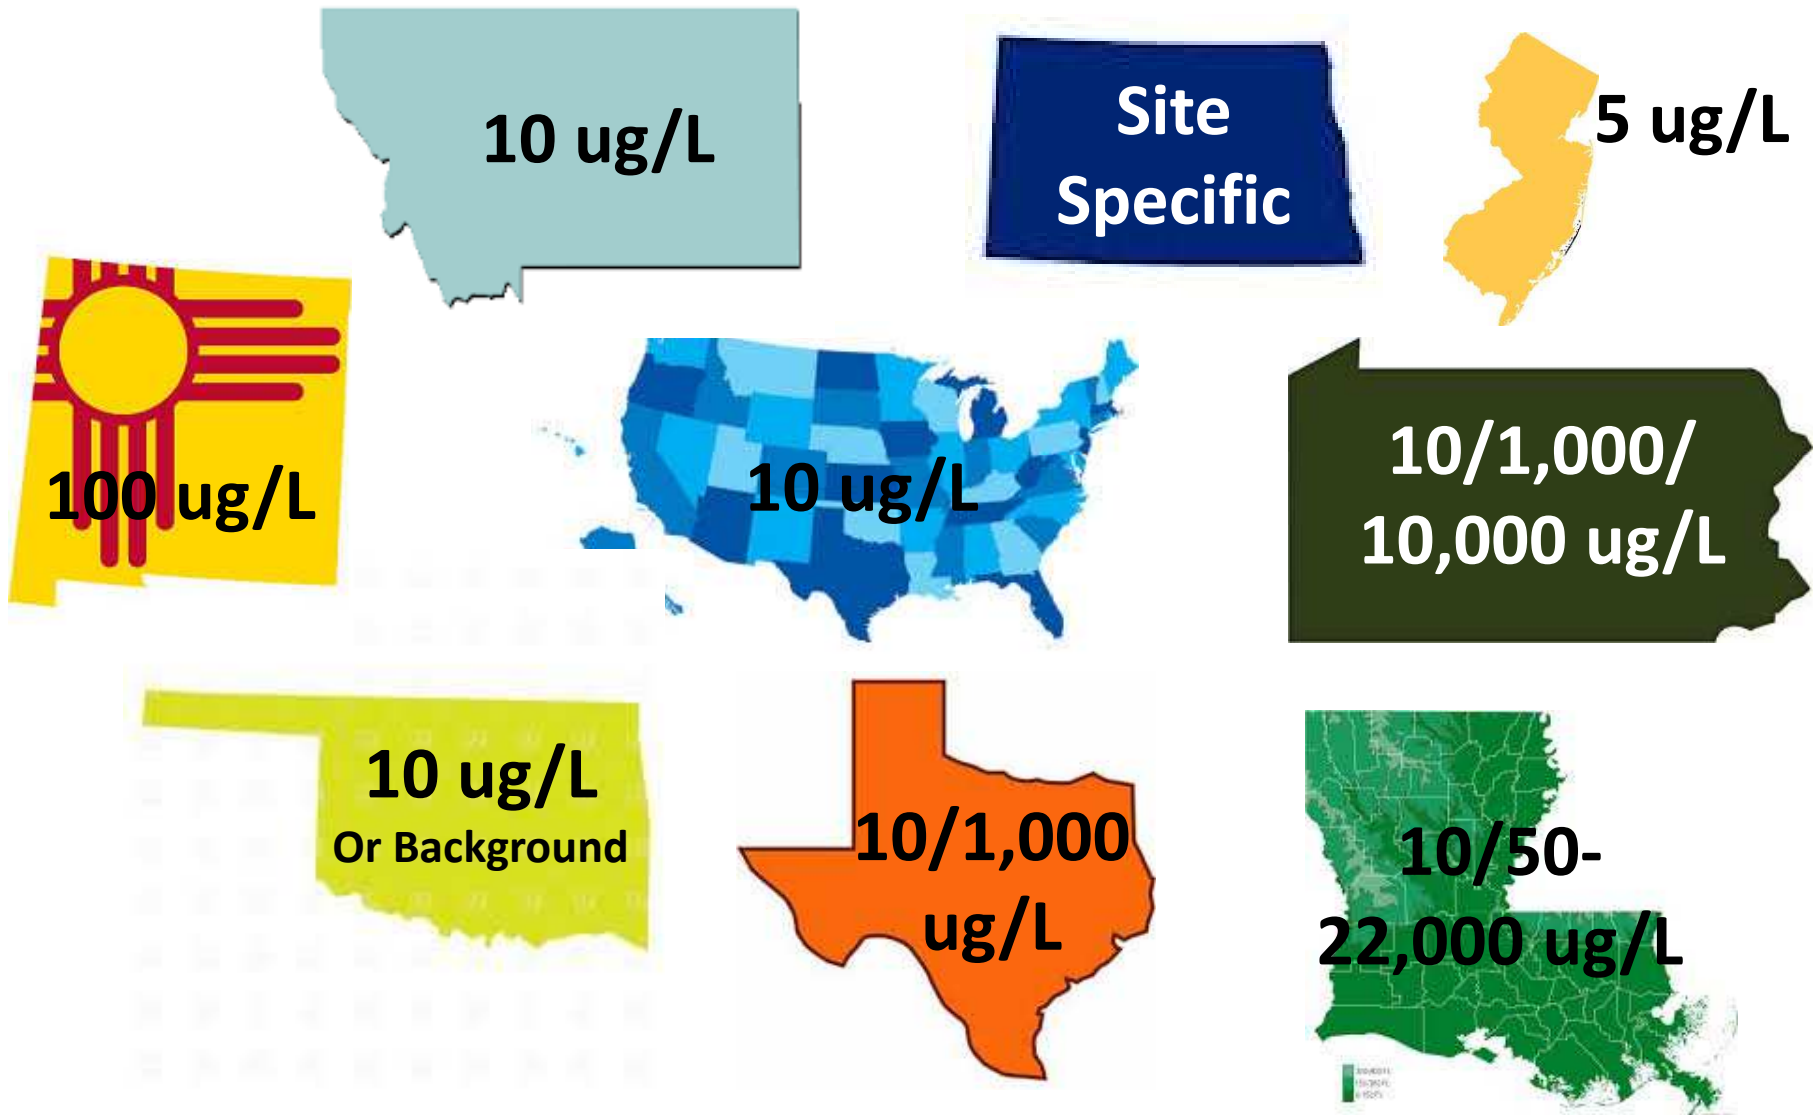 10 ug/L
Site
Specific
5 ug/L
100 ug/L
10 ug/L
10/1,000/
10,000 ug/L
10 ug/L
Or Background
10/1,000
ug/L
10/50-
22,000 ug/L